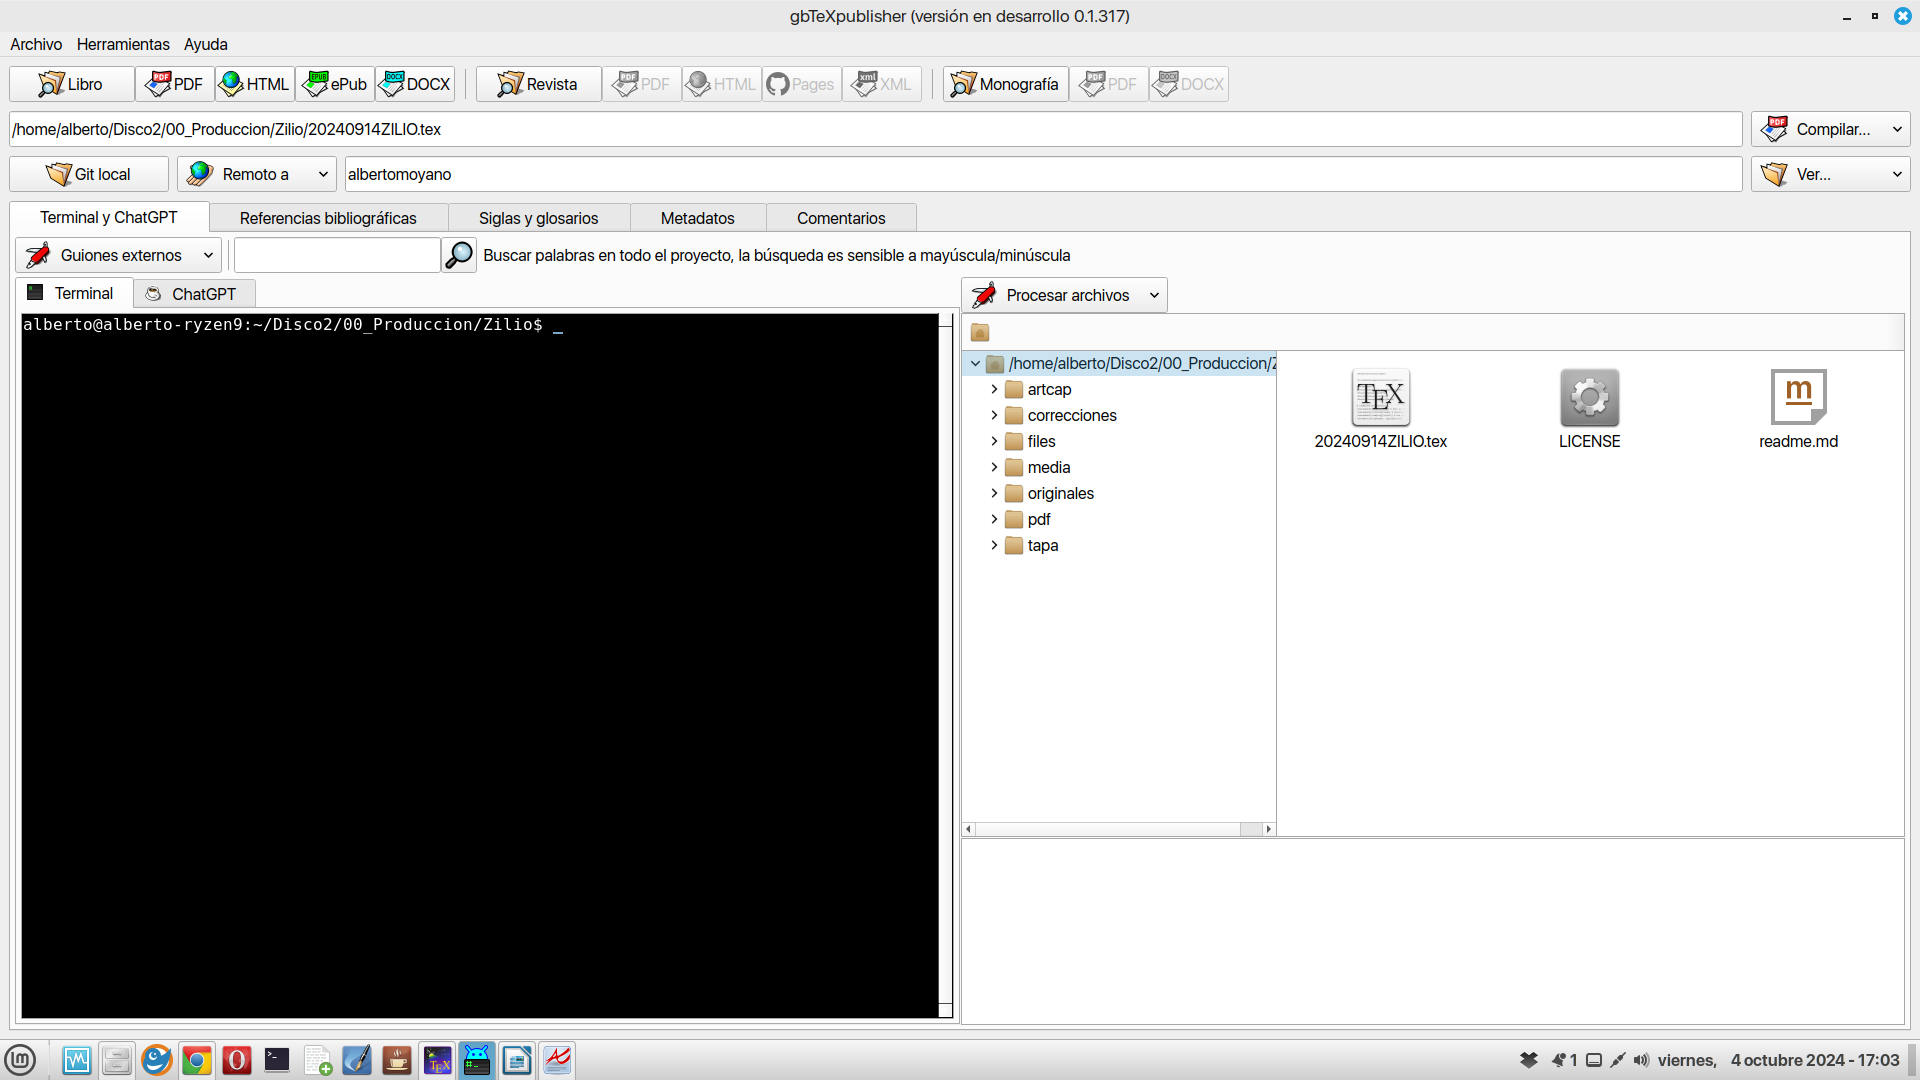 gbTeXpublisher (versión en desarrollo 0.1.317)
Archivo Herramientas Ayuda
Libro PDF HTML ePub DOCX Revista PDF HTML Pages XML Monografía PDF DOCX
/home/alberto/Disco2/00_Produccion/Zilio/20240914ZILIO.tex Compilar...
Git local Remoto a albertomoyano Ver...
Terminal y ChatGPT Referencias bibliográficas Siglas y glosarios Metadatos Comentarios
Guiones externos Buscar palabras en todo el proyecto, la búsqueda es sensible a mayúscula/minúscula
Terminal ChatGPT Procesar archivos
alberto@alberto-ryzen9:~/Disco2/00_Produccion/Zilio$ _
/home/alberto/Disco2/00_Produccion/Z
artcap
correcciones
files
media
originales
pdf
tapa
TEX
20240914ZILIO.tex LICENSE readme.md
viernes, 4 octubre 2024 - 17:03
1